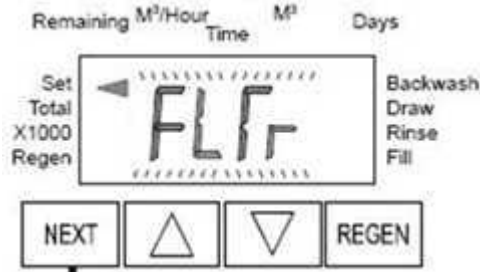 Remaining M³/Hour M³ Days
Time
Set
Total
X1000
Regen
FLTr
Backwash
Draw
Rinse
Fill
NEXT REGEN